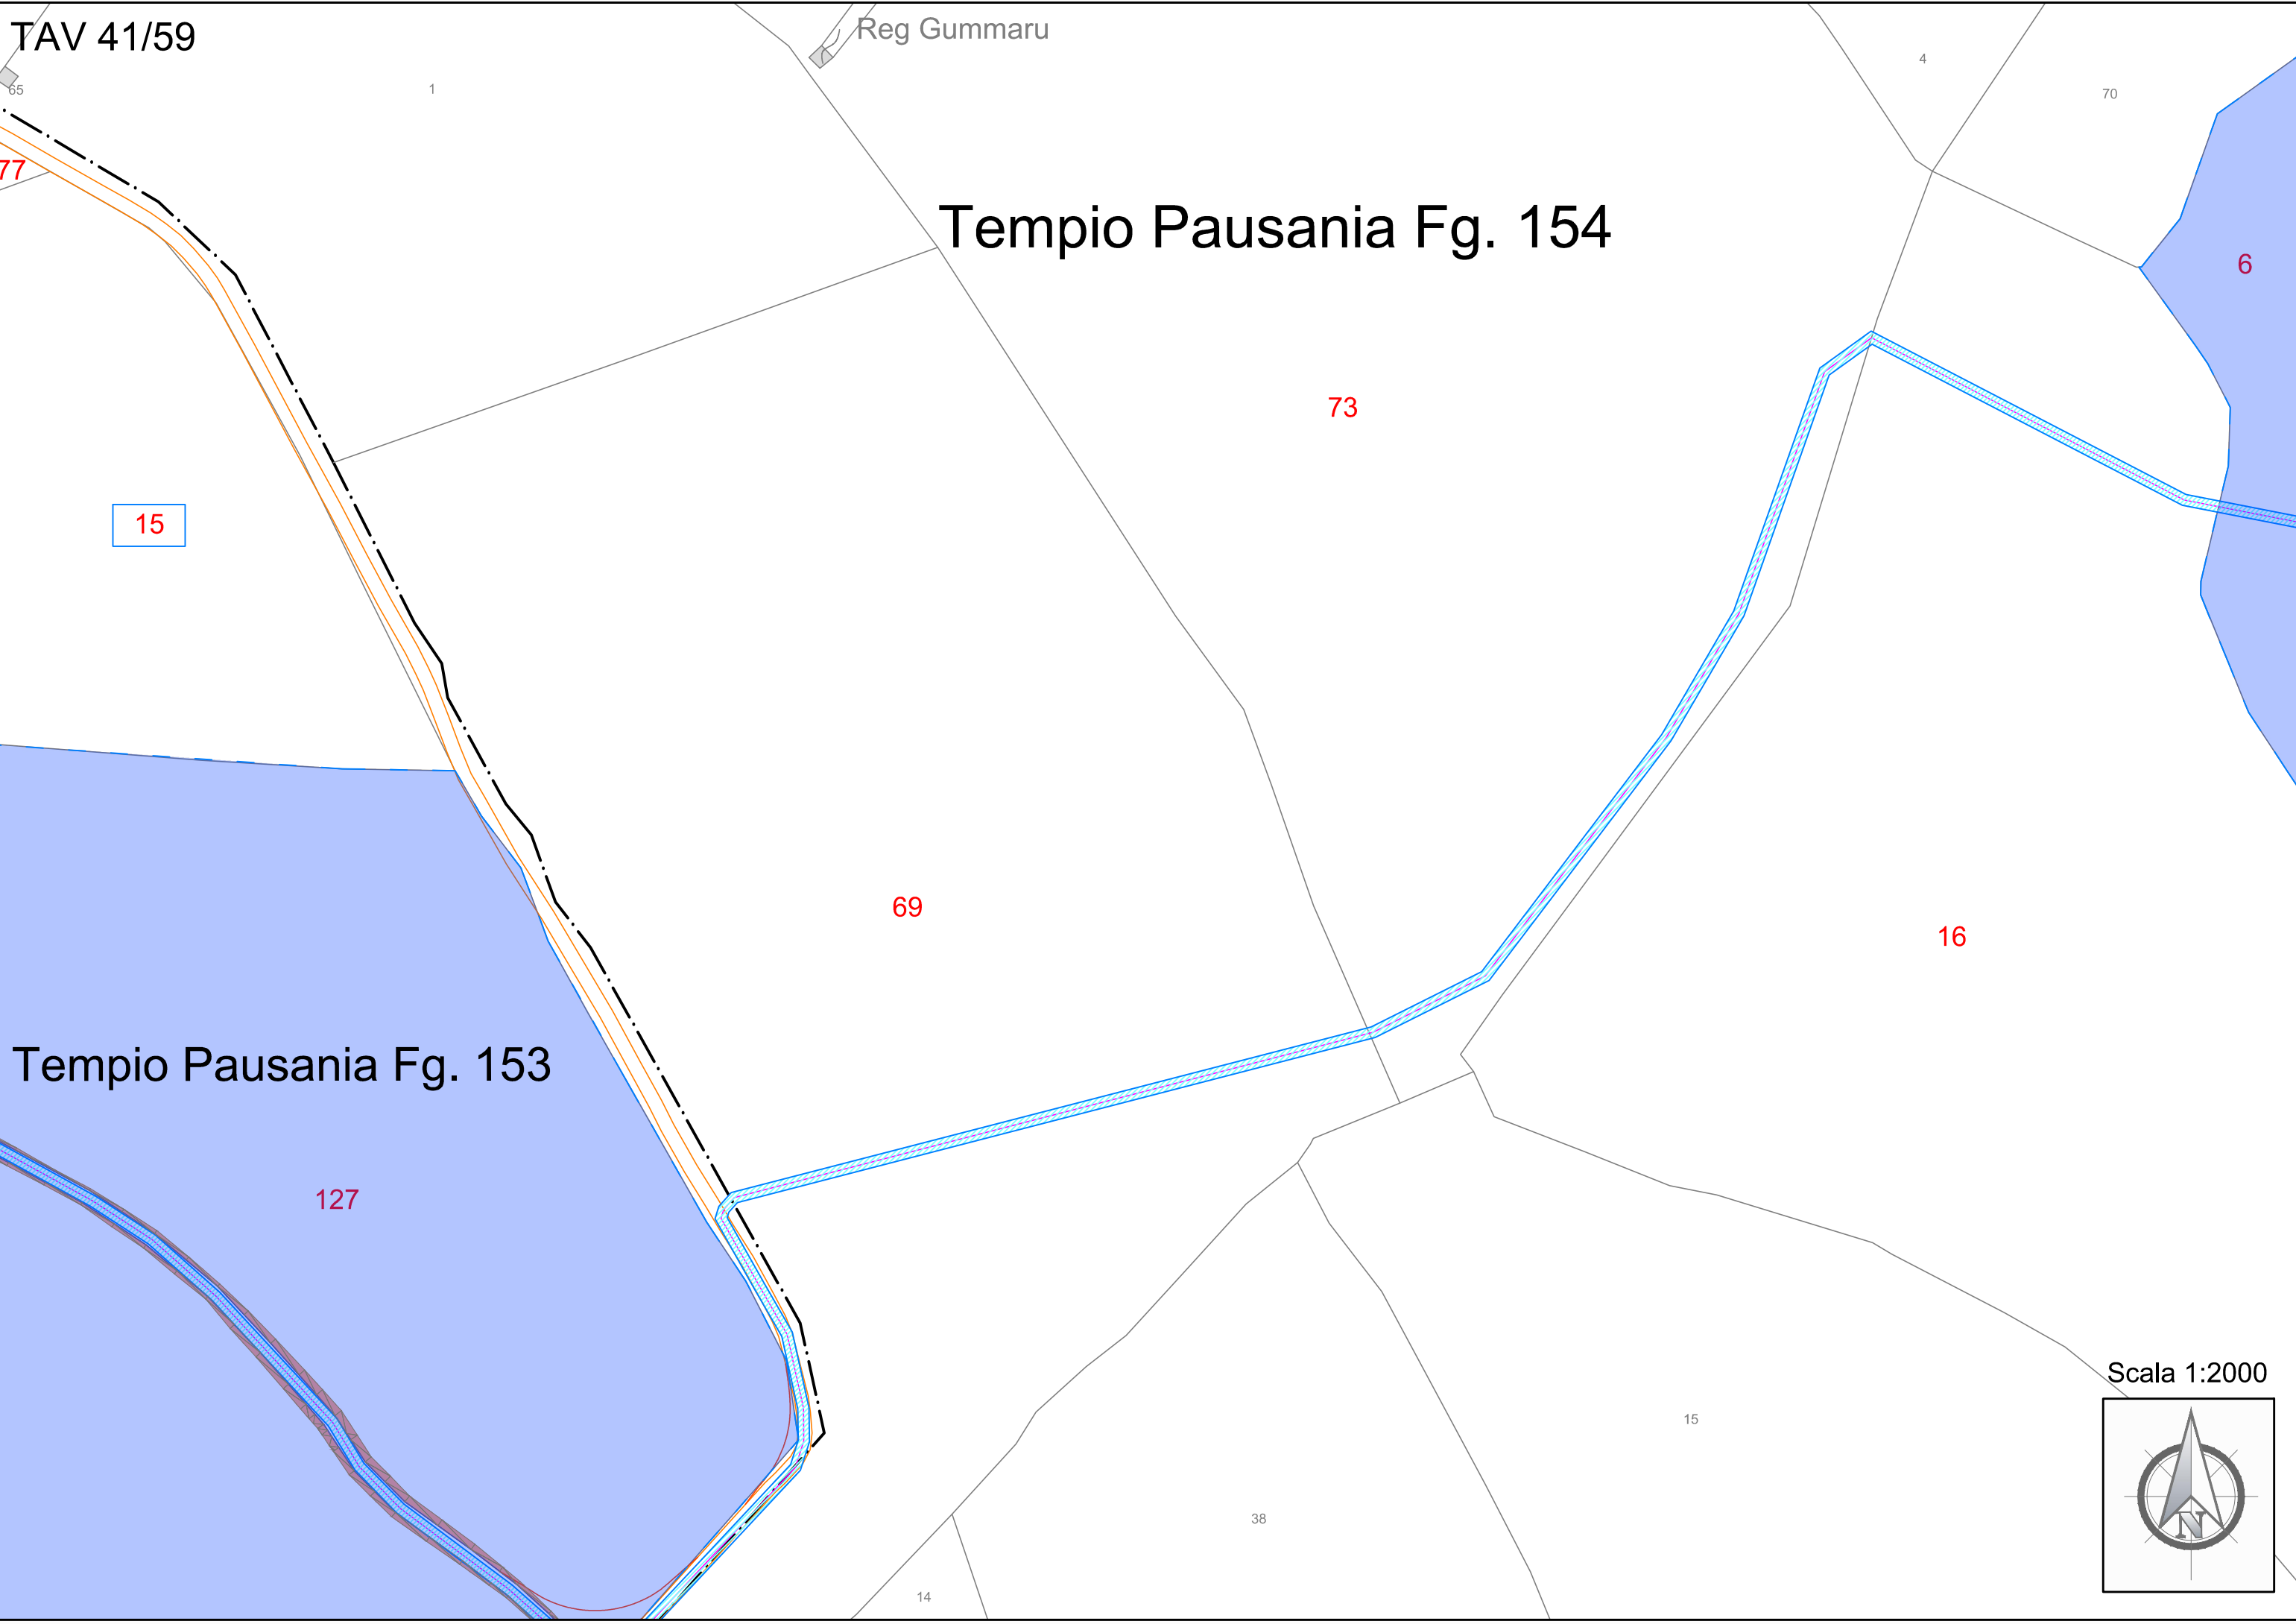 TAV 41/59
Reg Gummaru
65
1
4
70
77
Tempio Pausania Fg. 154
6
73
15
69
16
Tempio Pausania Fg. 153
127
Scala 1:2000
15
38
14
N